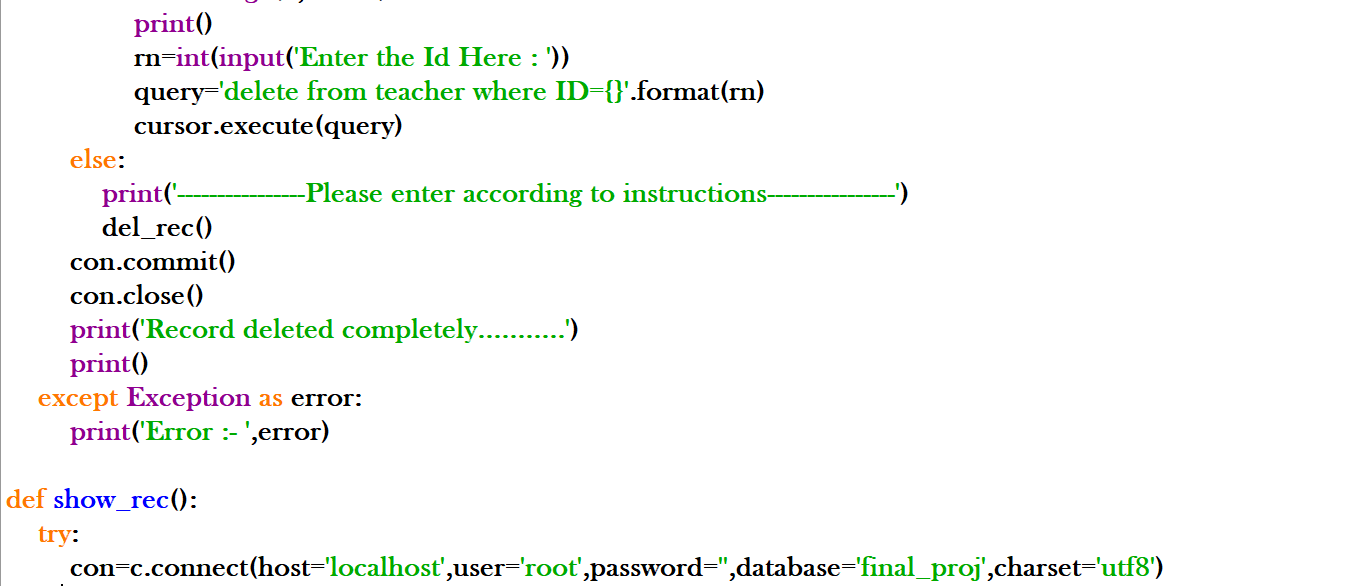 print()
rn=int(input('Enter the Id Here : '))
query='delete from teacher where ID={}'.format(rn)
cursor.execute(query)
else:
print('----------------Please enter according to instructions----------------')
del_rec()
con.commit()
con.close()
print('Record deleted completely...........')
print()
except Exception as error:
print('Error :- ',error)
def show_rec():
try:
con=c.connect(host='localhost',user='root',password='',database='final_proj',charset='utf8')